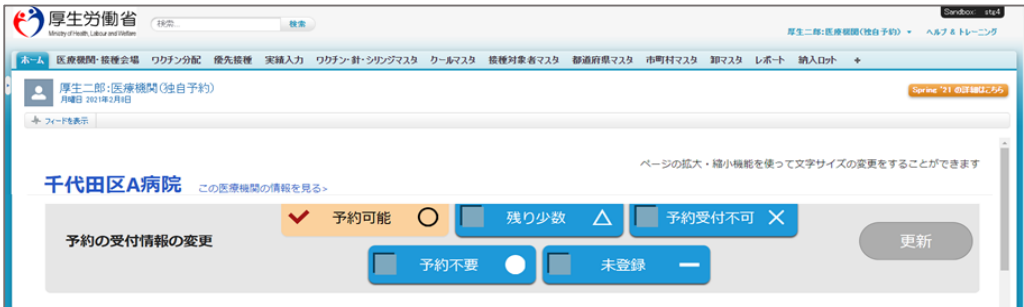 厚生労働省
Ministry of Health, Labour and Welfare
検索...
検索
Sandbox: stg4
厚生二郎:医療機関(独自予約)
ヘルプ & トレーニング
ホーム 医療機関・接種会場 ワクチン分配 優先接種 実績入力 ワクチン・針・シリンジマスタ クールマスタ 接種対象者マスタ 都道府県マスタ 市町村マスタ 卸マスタ レポート 納入ロット +
厚生二郎:医療機関(独自予約)
月曜日 2021年2月8日
Spring '21 の詳細はこちら
フィードを表示
ページの拡大・縮小機能を使って文字サイズの変更をすることができます
千代田区A病院 この医療機関の情報を見る>
予約の受付情報の変更
予約可能 ○ 残り少数 △ 予約受付不可 ×
予約不要 ● 未登録 ー
更新